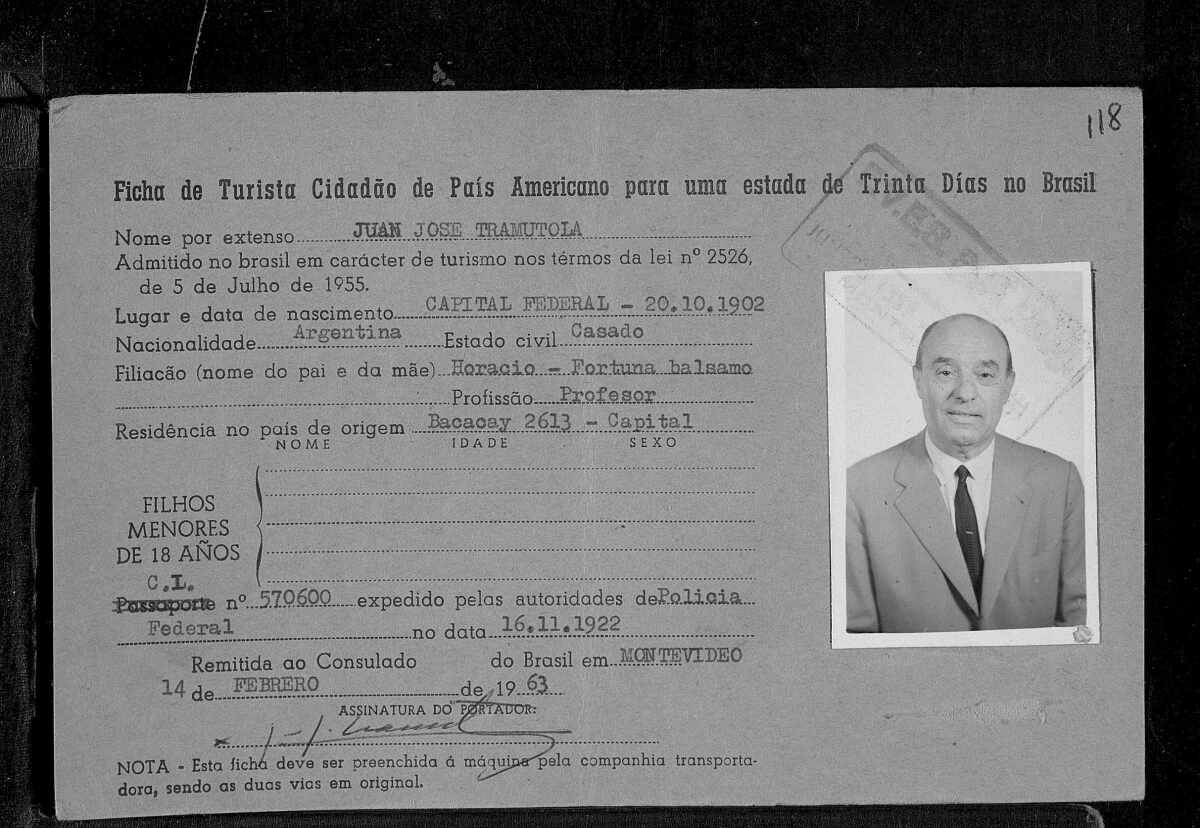 118
Ficha de Turista Cidadão de País Americano para uma estada de Trinta Días no Brasil
Nome por extenso JUAN JOSE TRAMUTOLA
Admitido no brasil em carácter de turismo nos térmos da lei nº 2526,
de 5 de Julho de 1955.
Lugar e data de nascimento CAPITAL FEDERAL - 20.10.1902
Nacionalidade Argentina Estado civil Casado
Filiacão (nome do pai e da mãe) Horacio - Fortuna balsamo
Profissão Profesor
Residência no país de origem Bacacay 2613 - Capital
NOME IDADE SEXO
FILHOS
MENORES
DE 18 AÑOS
C.I.
Passaporte nº 570600 expedido pelas autoridades de Policia
Federal no data 16.11.1922
Remitida ao Consulado do Brasil em MONTEVIDEO
14 de FEBRERO de 1963
ASSINATURA DO PORTADOR:
NOTA - Esta ficha deve ser preenchida á máquina pela companhia transporta-
dora, sendo as duas vias em original.